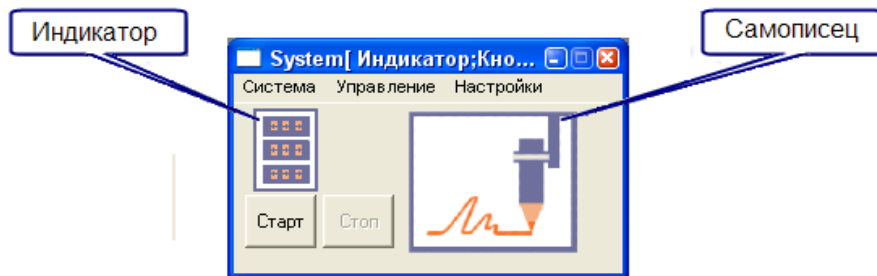 Индикатор
Самописец
System[ Индикатор;Кно...
Система Управление Настройки
Старт Стоп